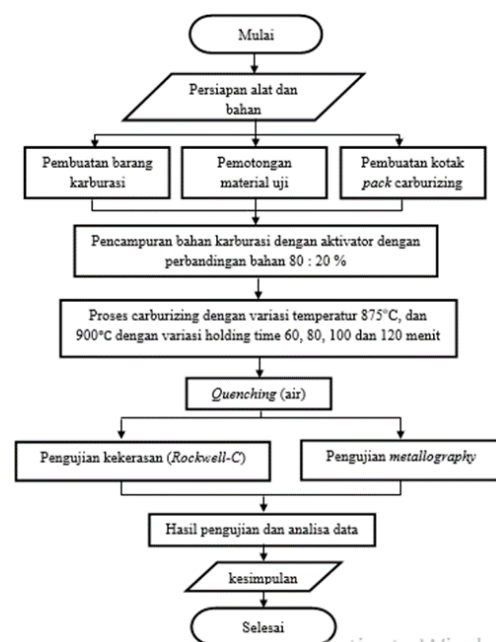 Mulai
Persiapan alat dan
bahan
Pembuatan barang
karburasi
Pemotongan
material uji
Pembuatan kotak
pack carburizing
Pencampuran bahan karburasi dengan aktivator dengan
perbandingan bahan 80 : 20 %
Proses carburizing dengan variasi temperatur 875°C, dan
900°C dengan variasi holding time 60, 80, 100 dan 120 menit
Quenching (air)
Pengujian kekerasan (Rockwell-C)
Pengujian metallography
Hasil pengujian dan analisa data
kesimpulan
Selesai